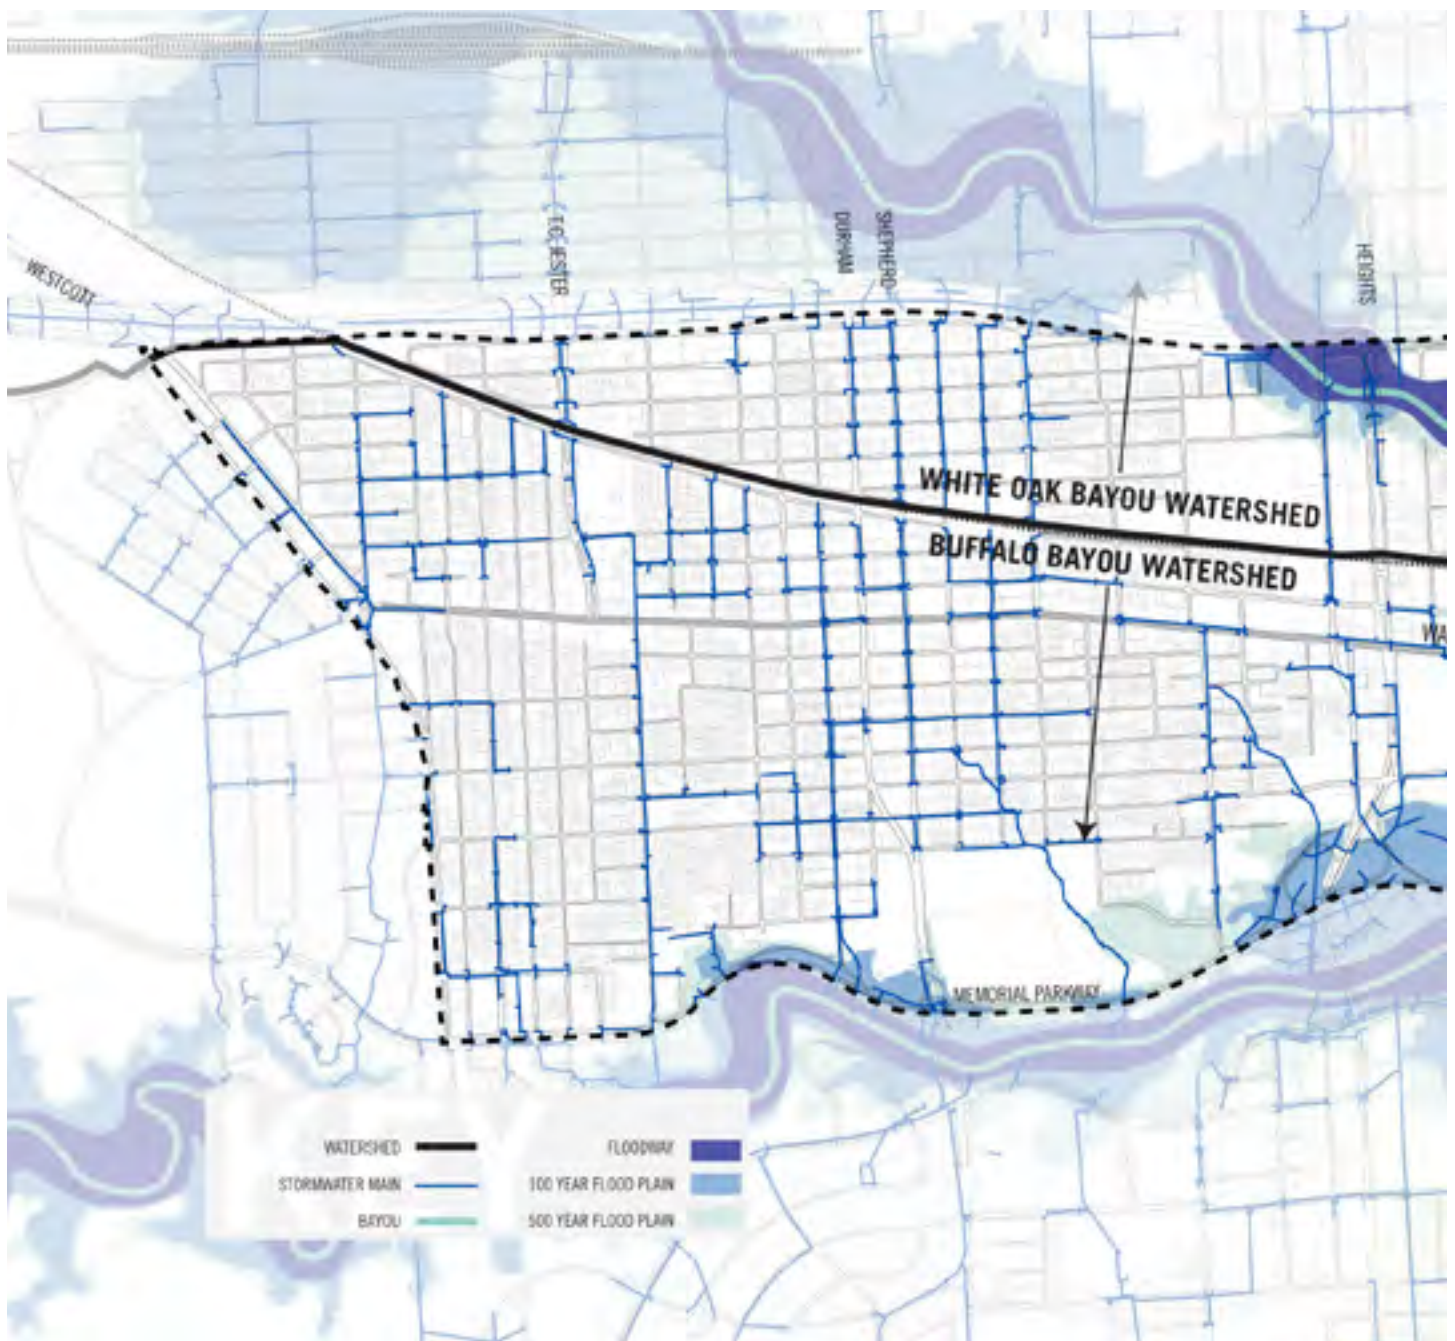 WESTCOTT
T.C. JESTER
DURHAM
SHEPHERD
HEIGHTS
WHITE OAK BAYOU WATERSHED
BUFFALO BAYOU WATERSHED
WA
MEMORIAL PARKWAY
WATERSHED
STORMWATER MAIN
BAYOU
FLOODWAY
100 YEAR FLOOD PLAIN
500 YEAR FLOOD PLAIN